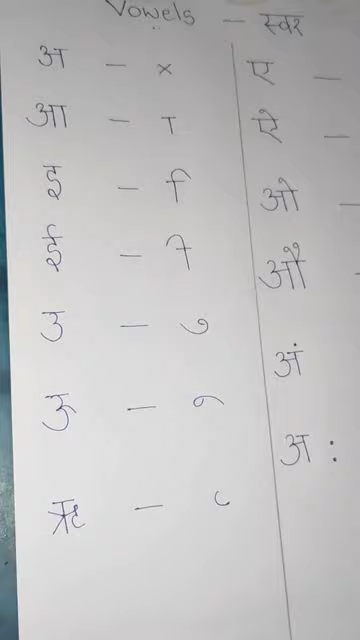 Vowels - स्वर
अ - x
आ - ा
इ - ि
ई - ी
उ - ु
ऊ - ू
ऋ - ृ
ए -
ऐ -
ओ -
औ -
अं
अः